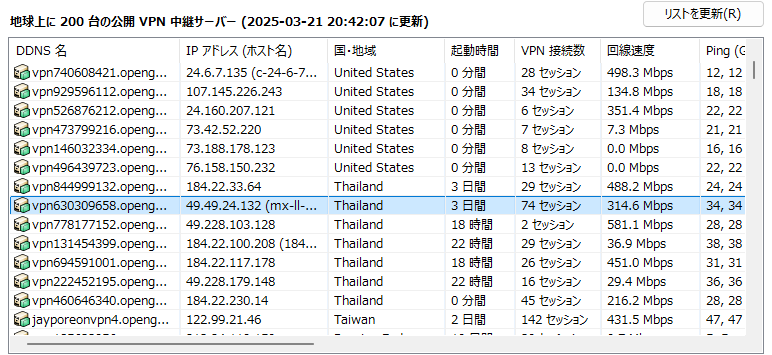 地球上に 200 台の公開 VPN 中継サーバー (2025-03-21 20:42:07 に更新)
リストを更新(R)
DDNS 名 IP アドレス (ホスト名) 国・地域 起動時間 VPN 接続数 回線速度 Ping (G
vpn740608421.openg... 24.6.7.135 (c-24-6-7... United States 0 分間 28 セッション 498.3 Mbps 12, 12
vpn929596112.openg... 107.145.226.243 United States 0 分間 34 セッション 134.8 Mbps 18, 18
vpn526876212.openg... 24.160.207.121 United States 0 分間 6 セッション 351.4 Mbps 22, 22
vpn473799216.openg... 73.42.52.220 United States 0 分間 7 セッション 7.3 Mbps 21, 21
vpn146032334.openg... 73.188.178.123 United States 0 分間 8 セッション 0.0 Mbps 16, 16
vpn496439723.openg... 76.158.150.232 United States 0 分間 13 セッション 0.0 Mbps 22, 22
vpn844999132.openg... 184.22.33.64 Thailand 3 日間 29 セッション 488.2 Mbps 24, 24
vpn630309658.openg... 49.49.24.132 (mx-ll-... Thailand 3 日間 74 セッション 314.6 Mbps 34, 34
vpn778177152.openg... 49.228.103.128 Thailand 18 時間 2 セッション 581.1 Mbps 28, 28
vpn131454399.openg... 184.22.100.208 (184... Thailand 22 時間 29 セッション 36.9 Mbps 38, 38
vpn694591001.openg... 184.22.117.178 Thailand 18 時間 26 セッション 451.0 Mbps 31, 31
vpn222452195.openg... 49.228.179.148 Thailand 22 時間 16 セッション 29.4 Mbps 36, 36
vpn460646340.openg... 184.22.230.14 Thailand 0 分間 45 セッション 216.2 Mbps 28, 28
jayporeonvpn4.openg... 122.99.21.46 Taiwan 2 日間 142 セッション 431.5 Mbps 47, 47